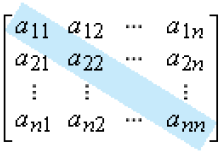 a11 a12 ⋯ a1n
a21 a22 ⋯ a2n
⋮ ⋮ ⋮
an1 an2 ⋯ ann